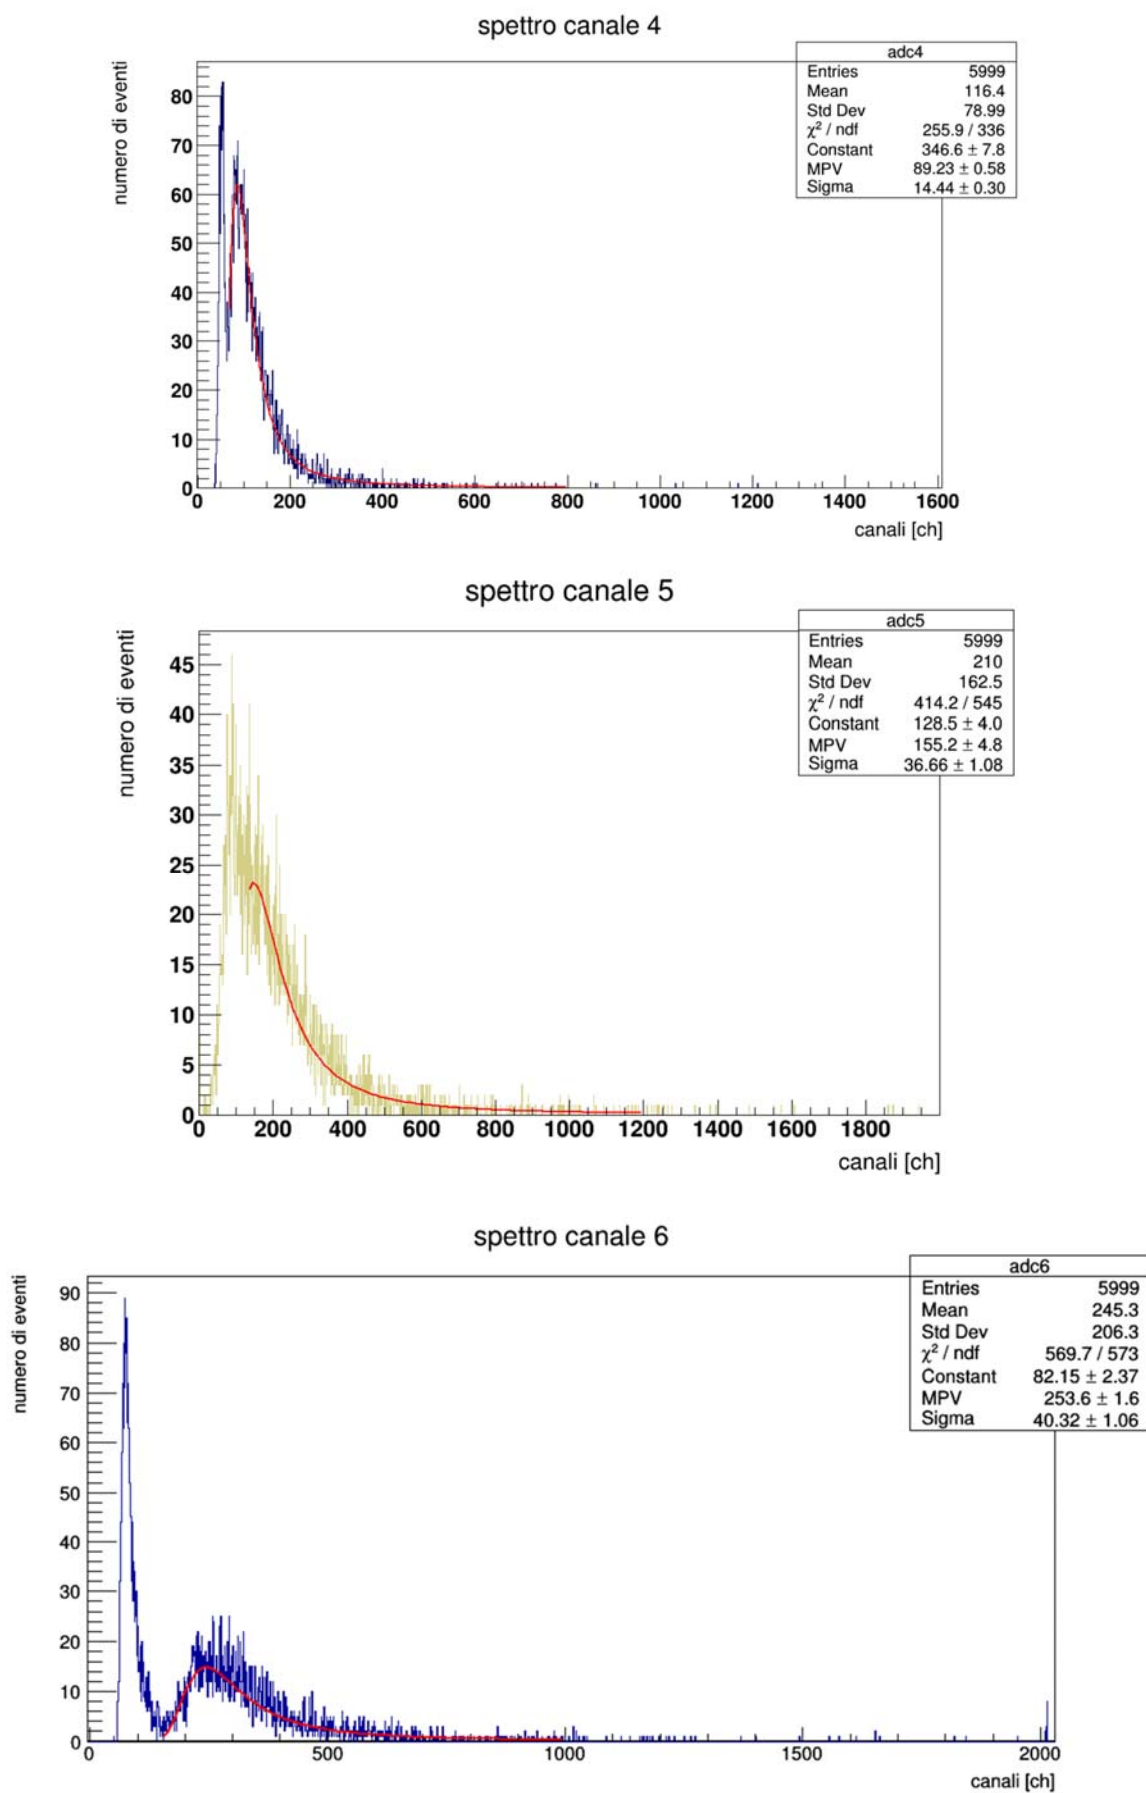 spettro canale 4
numero di eventi
adc4
Entries 5999
Mean 116.4
Std Dev 78.99
χ² / ndf 255.9 / 336
Constant 346.6 ± 7.8
MPV 89.23 ± 0.58
Sigma 14.44 ± 0.30
80
70
60
50
40
30
20
10
0
0 200 400 600 800 1000 1200 1400 1600
canali [ch]
spettro canale 5
numero di eventi
adc5
Entries 5999
Mean 210
Std Dev 162.5
χ² / ndf 414.2 / 545
Constant 128.5 ± 4.0
MPV 155.2 ± 4.8
Sigma 36.66 ± 1.08
45
40
35
30
25
20
15
10
5
0
0 200 400 600 800 1000 1200 1400 1600 1800
canali [ch]
spettro canale 6
numero di eventi
adc6
Entries 5999
Mean 245.3
Std Dev 206.3
χ² / ndf 569.7 / 573
Constant 82.15 ± 2.37
MPV 253.6 ± 1.6
Sigma 40.32 ± 1.06
90
80
70
60
50
40
30
20
10
0
0 500 1000 1500 2000
canali [ch]